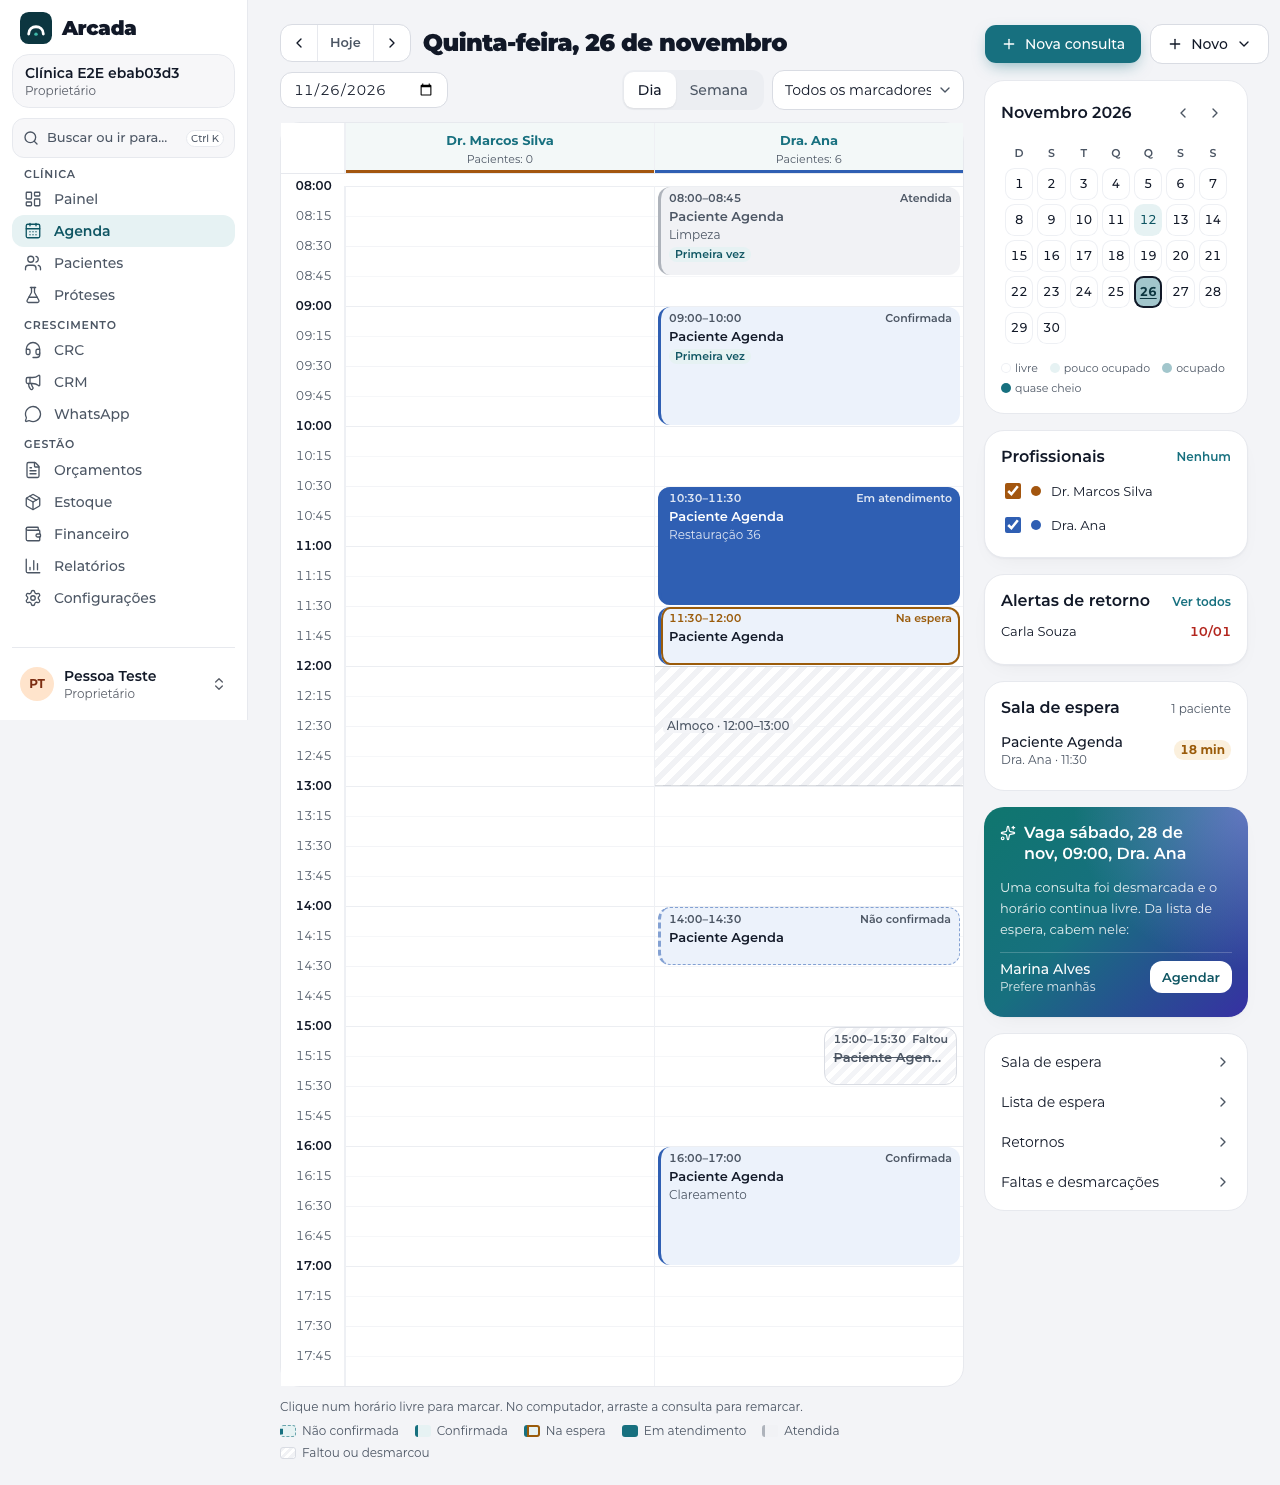 Arcada
Clínica E2E ebab03d3
Proprietário
Buscar ou ir para... Ctrl K
CLÍNICA
Painel
Agenda
Pacientes
Próteses
CRESCIMENTO
CRC
CRM
WhatsApp
GESTÃO
Orçamentos
Estoque
Financeiro
Relatórios
Configurações
PT
Pessoa Teste
Proprietário
Hoje
Quinta-feira, 26 de novembro
11/26/2026
Dia Semana
Todos os marcadores
Dr. Marcos Silva
Pacientes: 0
Dra. Ana
Pacientes: 6
08:00
08:15
08:30
08:45
09:00
09:15
09:30
09:45
10:00
10:15
10:30
10:45
11:00
11:15
11:30
11:45
12:00
12:15
12:30
12:45
13:00
13:15
13:30
13:45
14:00
14:15
14:30
14:45
15:00
15:15
15:30
15:45
16:00
16:15
16:30
16:45
17:00
17:15
17:30
17:45
08:00–08:45 Atendida
Paciente Agenda
Limpeza
Primeira vez
09:00–10:00 Confirmada
Paciente Agenda
Primeira vez
10:30–11:30 Em atendimento
Paciente Agenda
Restauração 36
11:30–12:00 Na espera
Paciente Agenda
Almoço · 12:00–13:00
14:00–14:30 Não confirmada
Paciente Agenda
15:00–15:30 Faltou
Paciente Agen...
16:00–17:00 Confirmada
Paciente Agenda
Clareamento
Clique num horário livre para marcar. No computador, arraste a consulta para remarcar.
Não confirmada Confirmada Na espera Em atendimento Atendida
Faltou ou desmarcou
Nova consulta
Novo
Novembro 2026
D S T Q Q S S
1 2 3 4 5 6 7
8 9 10 11 12 13 14
15 16 17 18 19 20 21
22 23 24 25 26 27 28
29 30
livre pouco ocupado ocupado
quase cheio
Profissionais Nenhum
Dr. Marcos Silva
Dra. Ana
Alertas de retorno Ver todos
Carla Souza 10/01
Sala de espera 1 paciente
Paciente Agenda
Dra. Ana · 11:30
18 min
Vaga sábado, 28 de
nov, 09:00, Dra. Ana
Uma consulta foi desmarcada e o
horário continua livre. Da lista de
espera, cabem nele:
Marina Alves
Prefere manhãs
Agendar
Sala de espera
Lista de espera
Retornos
Faltas e desmarcações